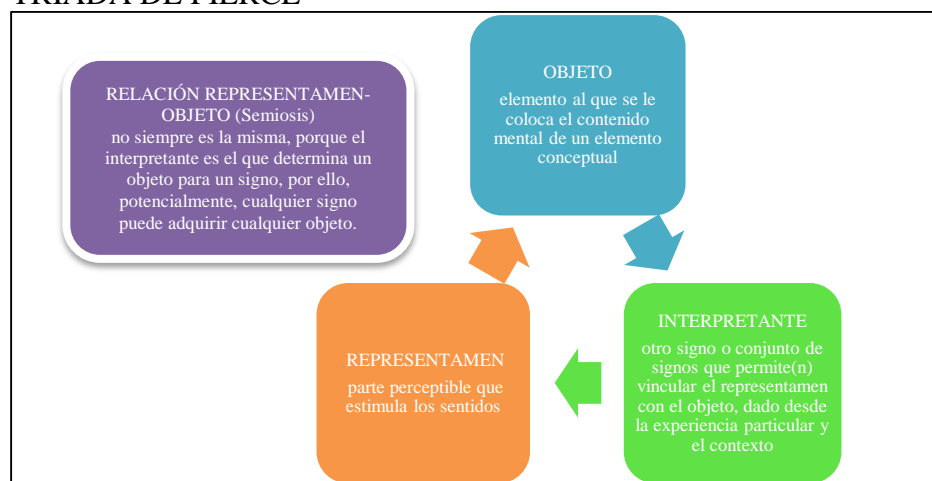 TRIADA DE PIERCE
RELACIÓN REPRESENTAMEN-
OBJETO (Semiosis)
no siempre es la misma, porque el
interpretante es el que determina un
objeto para un signo, por ello,
potencialmente, cualquier signo
puede adquirir cualquier objeto.
OBJETO
elemento al que se le
coloca el contenido
mental de un elemento
conceptual
REPRESENTAMEN
parte perceptible que
estimula los sentidos
INTERPRETANTE
otro signo o conjunto de
signos que permite(n)
vincular el representamen
con el objeto, dado desde
la experiencia particular y
el contexto